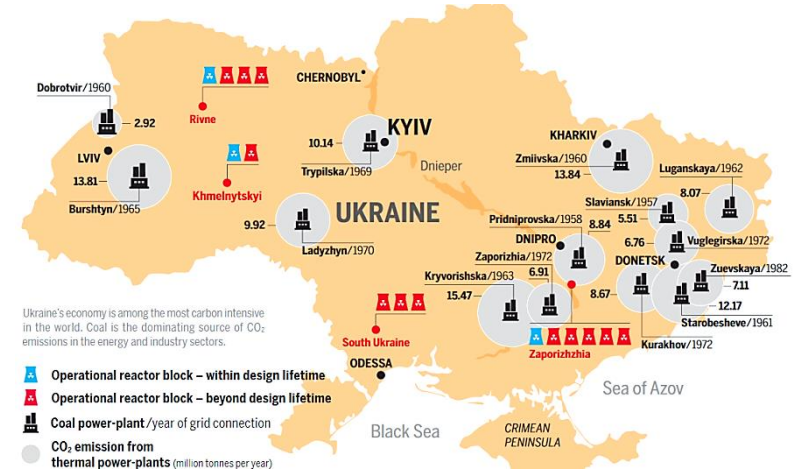 CHERNOBYL
Dobrotvir/1960
2.92
Rivne
LVIV
13.81
Burshtyn/1965
Khmelnytskyi
KYIV
10.14
Trypilska/1969
Dnieper
KHARKIV
Zmiivska/1960
13.84
Luganskaya/1962
8.07
UKRAINE
9.92
Ladyzhyn/1970
Slaviansk/1957
5.51
Pridniprovska/1958
8.84
DNIPRO
6.76
Vuglegirska/1972
Zaporizhia/1972
6.91
DONETSK
Zuevskaya/1982
7.11
Kryvorishska/1963
15.47
8.67
12.17
Starobesheve/1961
Kurakhov/1972
South Ukraine
Zaporizhzhia
ODESSA
Sea of Azov
Black Sea
CRIMEAN
PENINSULA
Ukraine's economy is among the most carbon intensive
in the world. Coal is the dominating source of CO₂
emissions in the energy and industry sectors.
Operational reactor block – within design lifetime
Operational reactor block – beyond design lifetime
Coal power-plant/year of grid connection
CO₂ emission from
thermal power-plants (million tonnes per year)